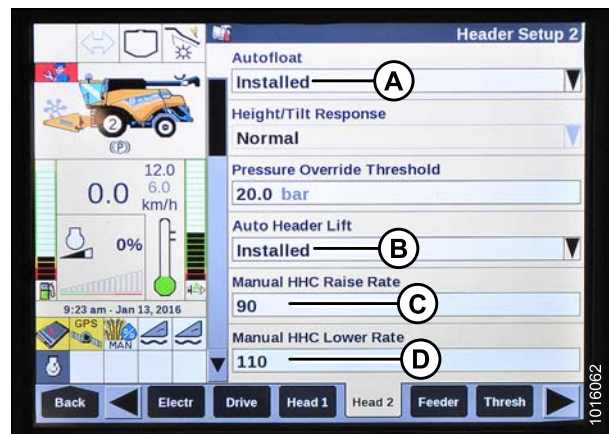 Header Setup 2
Autofloat
Installed
A
Height/Tilt Response
Normal
Pressure Override Threshold
20.0 bar
Auto Header Lift
Installed
B
Manual HHC Raise Rate
90
C
Manual HHC Lower Rate
110
D
2
(P)
12.0
0.0 6.0
km/h
0%
9:23 am - Jan 13, 2016
GPS
MAN
Back Electr Drive Head 1 Head 2 Feeder Thresh
1016062